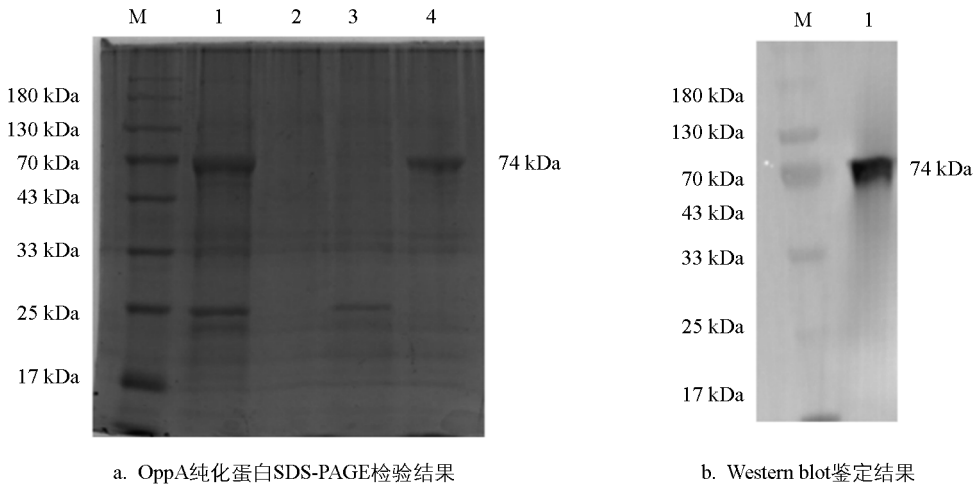 M 1 2 3 4
180 kDa
130 kDa
70 kDa
43 kDa
33 kDa
25 kDa
17 kDa
74 kDa
a. OppA纯化蛋白SDS-PAGE检验结果
M 1
180 kDa
130 kDa
70 kDa
43 kDa
33 kDa
25 kDa
17 kDa
74 kDa
b. Western blot鉴定结果